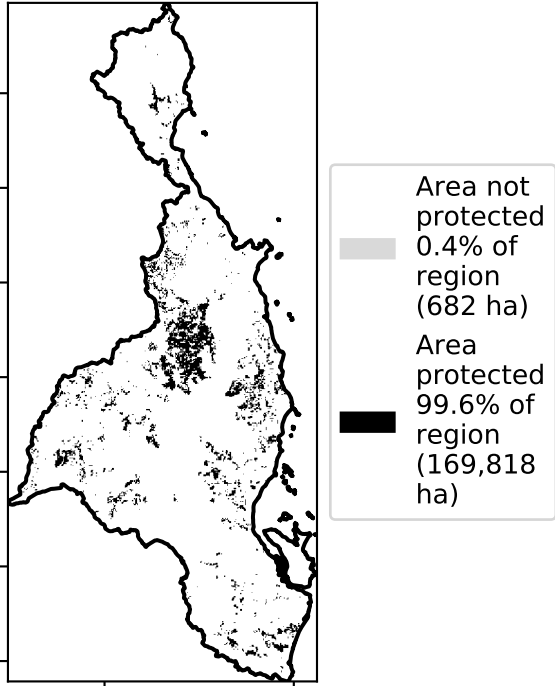 Area not
protected
0.4% of
region
(682 ha)
Area
protected
99.6% of
region
(169,818
ha)